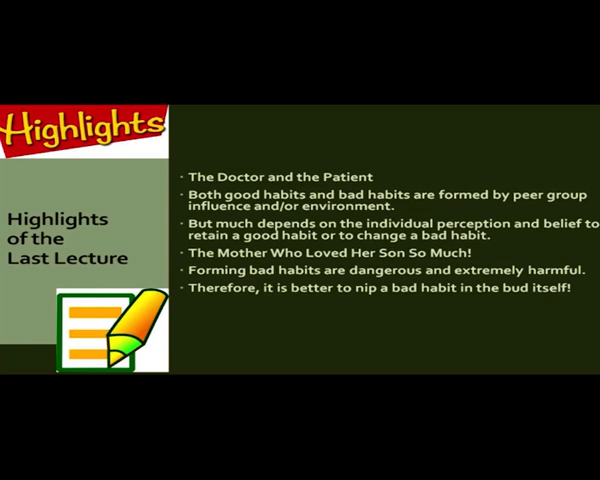 Highlights
Highlights
of the
Last Lecture
· The Doctor and the Patient
· Both good habits and bad habits are formed by peer group
influence and/or environment.
· But much depends on the individual perception and belief to
retain a good habit or to change a bad habit.
· The Mother Who Loved Her Son So Much!
· Forming bad habits are dangerous and extremely harmful.
· Therefore, it is better to nip a bad habit in the bud itself!